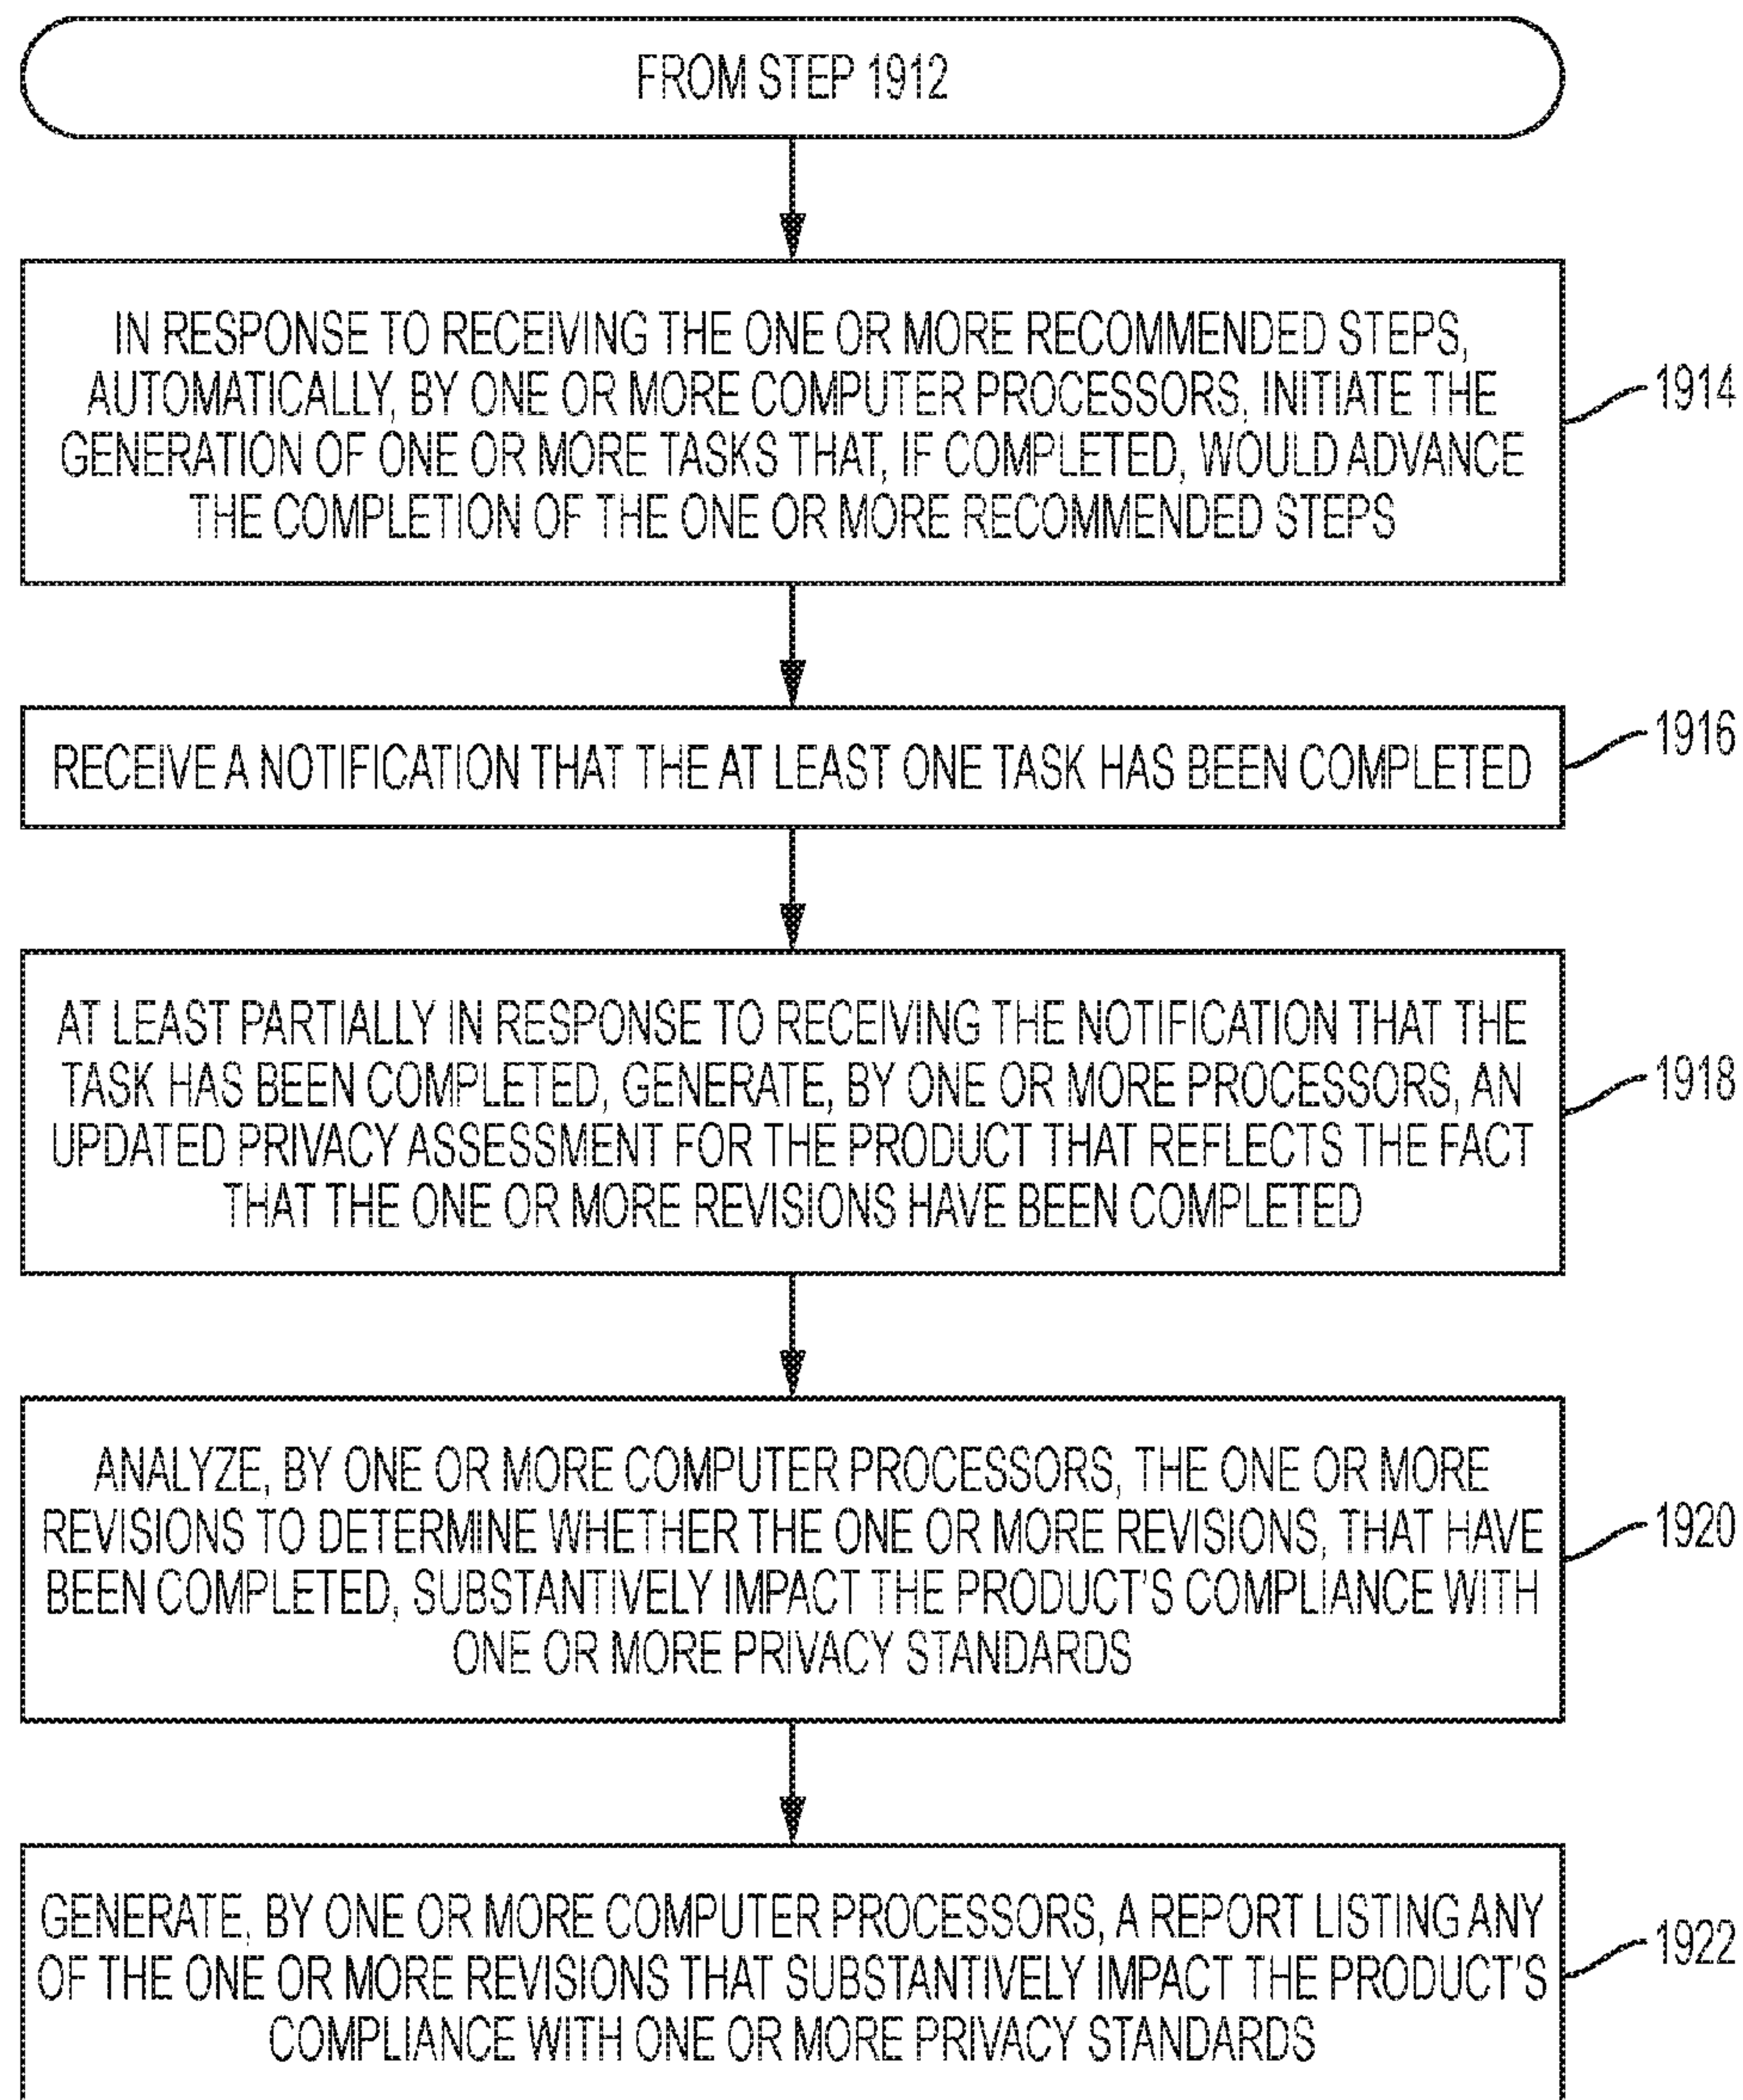 FROM STEP 1912
IN RESPONSE TO RECEIVING THE ONE OR MORE RECOMMENDED STEPS,
AUTOMATICALLY, BY ONE OR MORE COMPUTER PROCESSORS, INITIATE THE
GENERATION OF ONE OR MORE TASKS THAT, IF COMPLETED, WOULD ADVANCE
THE COMPLETION OF THE ONE OR MORE RECOMMENDED STEPS
1914
RECEIVE A NOTIFICATION THAT THE AT LEAST ONE TASK HAS BEEN COMPLETED
1916
AT LEAST PARTIALLY IN RESPONSE TO RECEIVING THE NOTIFICATION THAT THE
TASK HAS BEEN COMPLETED, GENERATE, BY ONE OR MORE PROCESSORS, AN
UPDATED PRIVACY ASSESSMENT FOR THE PRODUCT THAT REFLECTS THE FACT
THAT THE ONE OR MORE REVISIONS HAVE BEEN COMPLETED
1918
ANALYZE, BY ONE OR MORE COMPUTER PROCESSORS, THE ONE OR MORE
REVISIONS TO DETERMINE WHETHER THE ONE OR MORE REVISIONS, THAT HAVE
BEEN COMPLETED, SUBSTANTIVELY IMPACT THE PRODUCT'S COMPLIANCE WITH
ONE OR MORE PRIVACY STANDARDS
1920
GENERATE, BY ONE OR MORE COMPUTER PROCESSORS, A REPORT LISTING ANY
OF THE ONE OR MORE REVISIONS THAT SUBSTANTIVELY IMPACT THE PRODUCT'S
COMPLIANCE WITH ONE OR MORE PRIVACY STANDARDS
1922